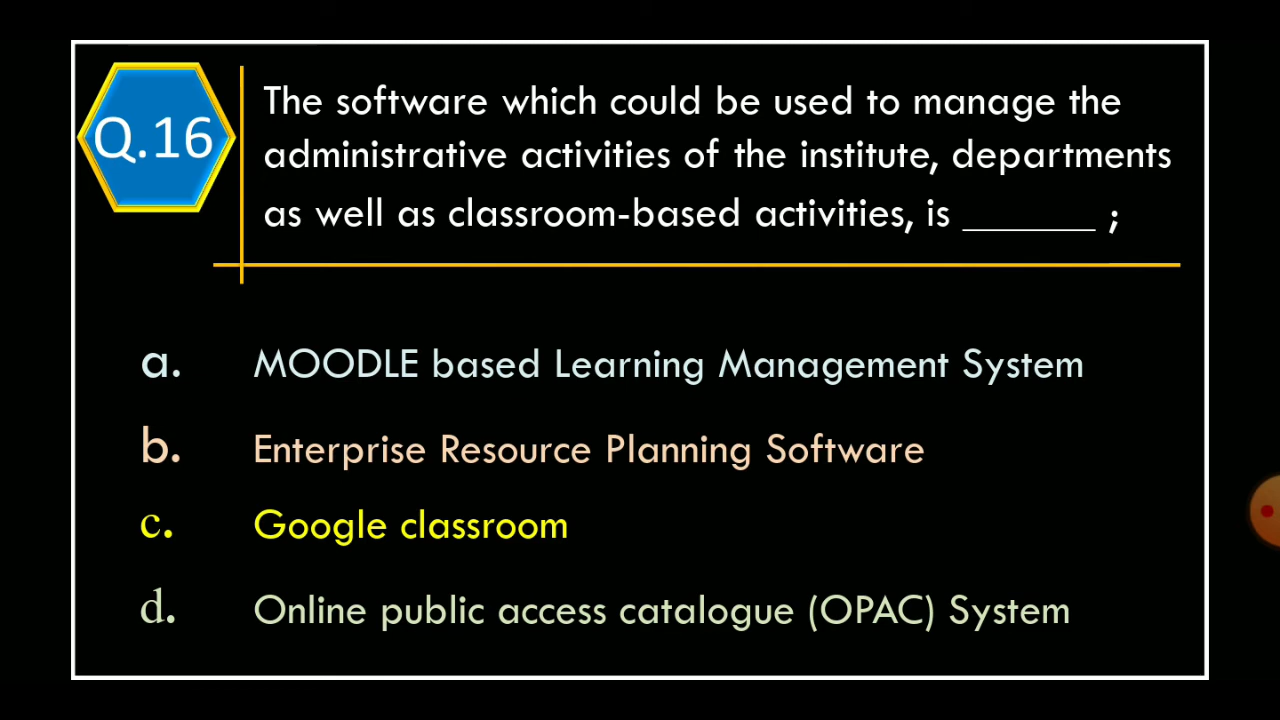 Q.16
The software which could be used to manage the
administrative activities of the institute, departments
as well as classroom-based activities, is _______ ;
a. MOODLE based Learning Management System
b. Enterprise Resource Planning Software
c. Google classroom
d. Online public access catalogue (OPAC) System